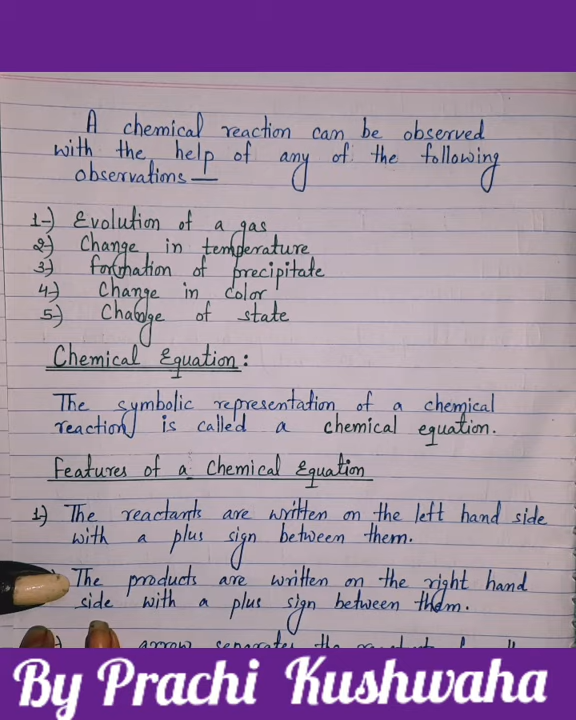 A chemical reaction can be observed
with the help of any of the following
observations —
1-) Evolution of a gas
2-) Change in temperature
3-) formation of precipitate
4-) Change in color
5-) Change of state
Chemical Equation:
The symbolic representation of a chemical
reaction is called a chemical equation.
Features of a Chemical Equation
1) The reactants are written on the left hand side
with a plus sign between them.
The products are written on the right hand
side with a plus sign between them.
arrow separates the
By Prachi Kushwaha